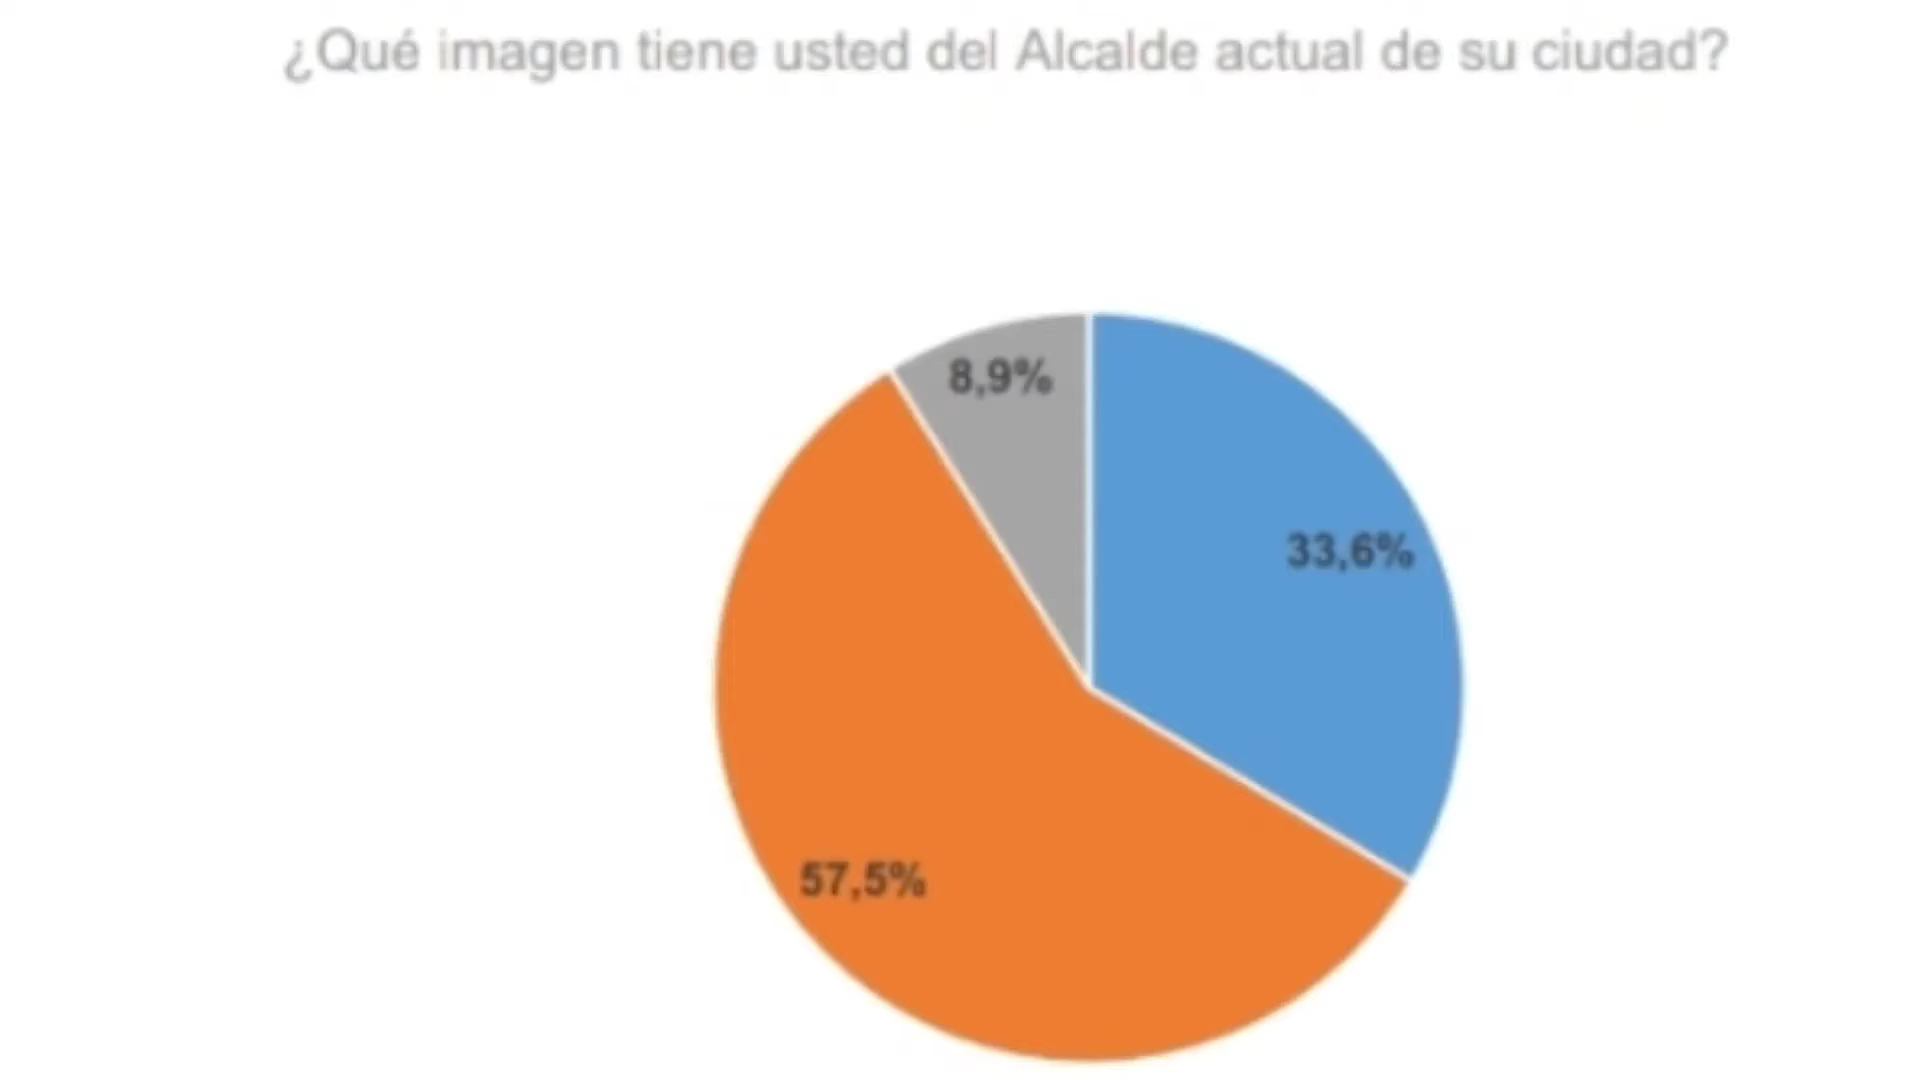 ¿Qué imagen tiene usted del Alcalde actual de su ciudad?
8,9%
33,6%
57,5%